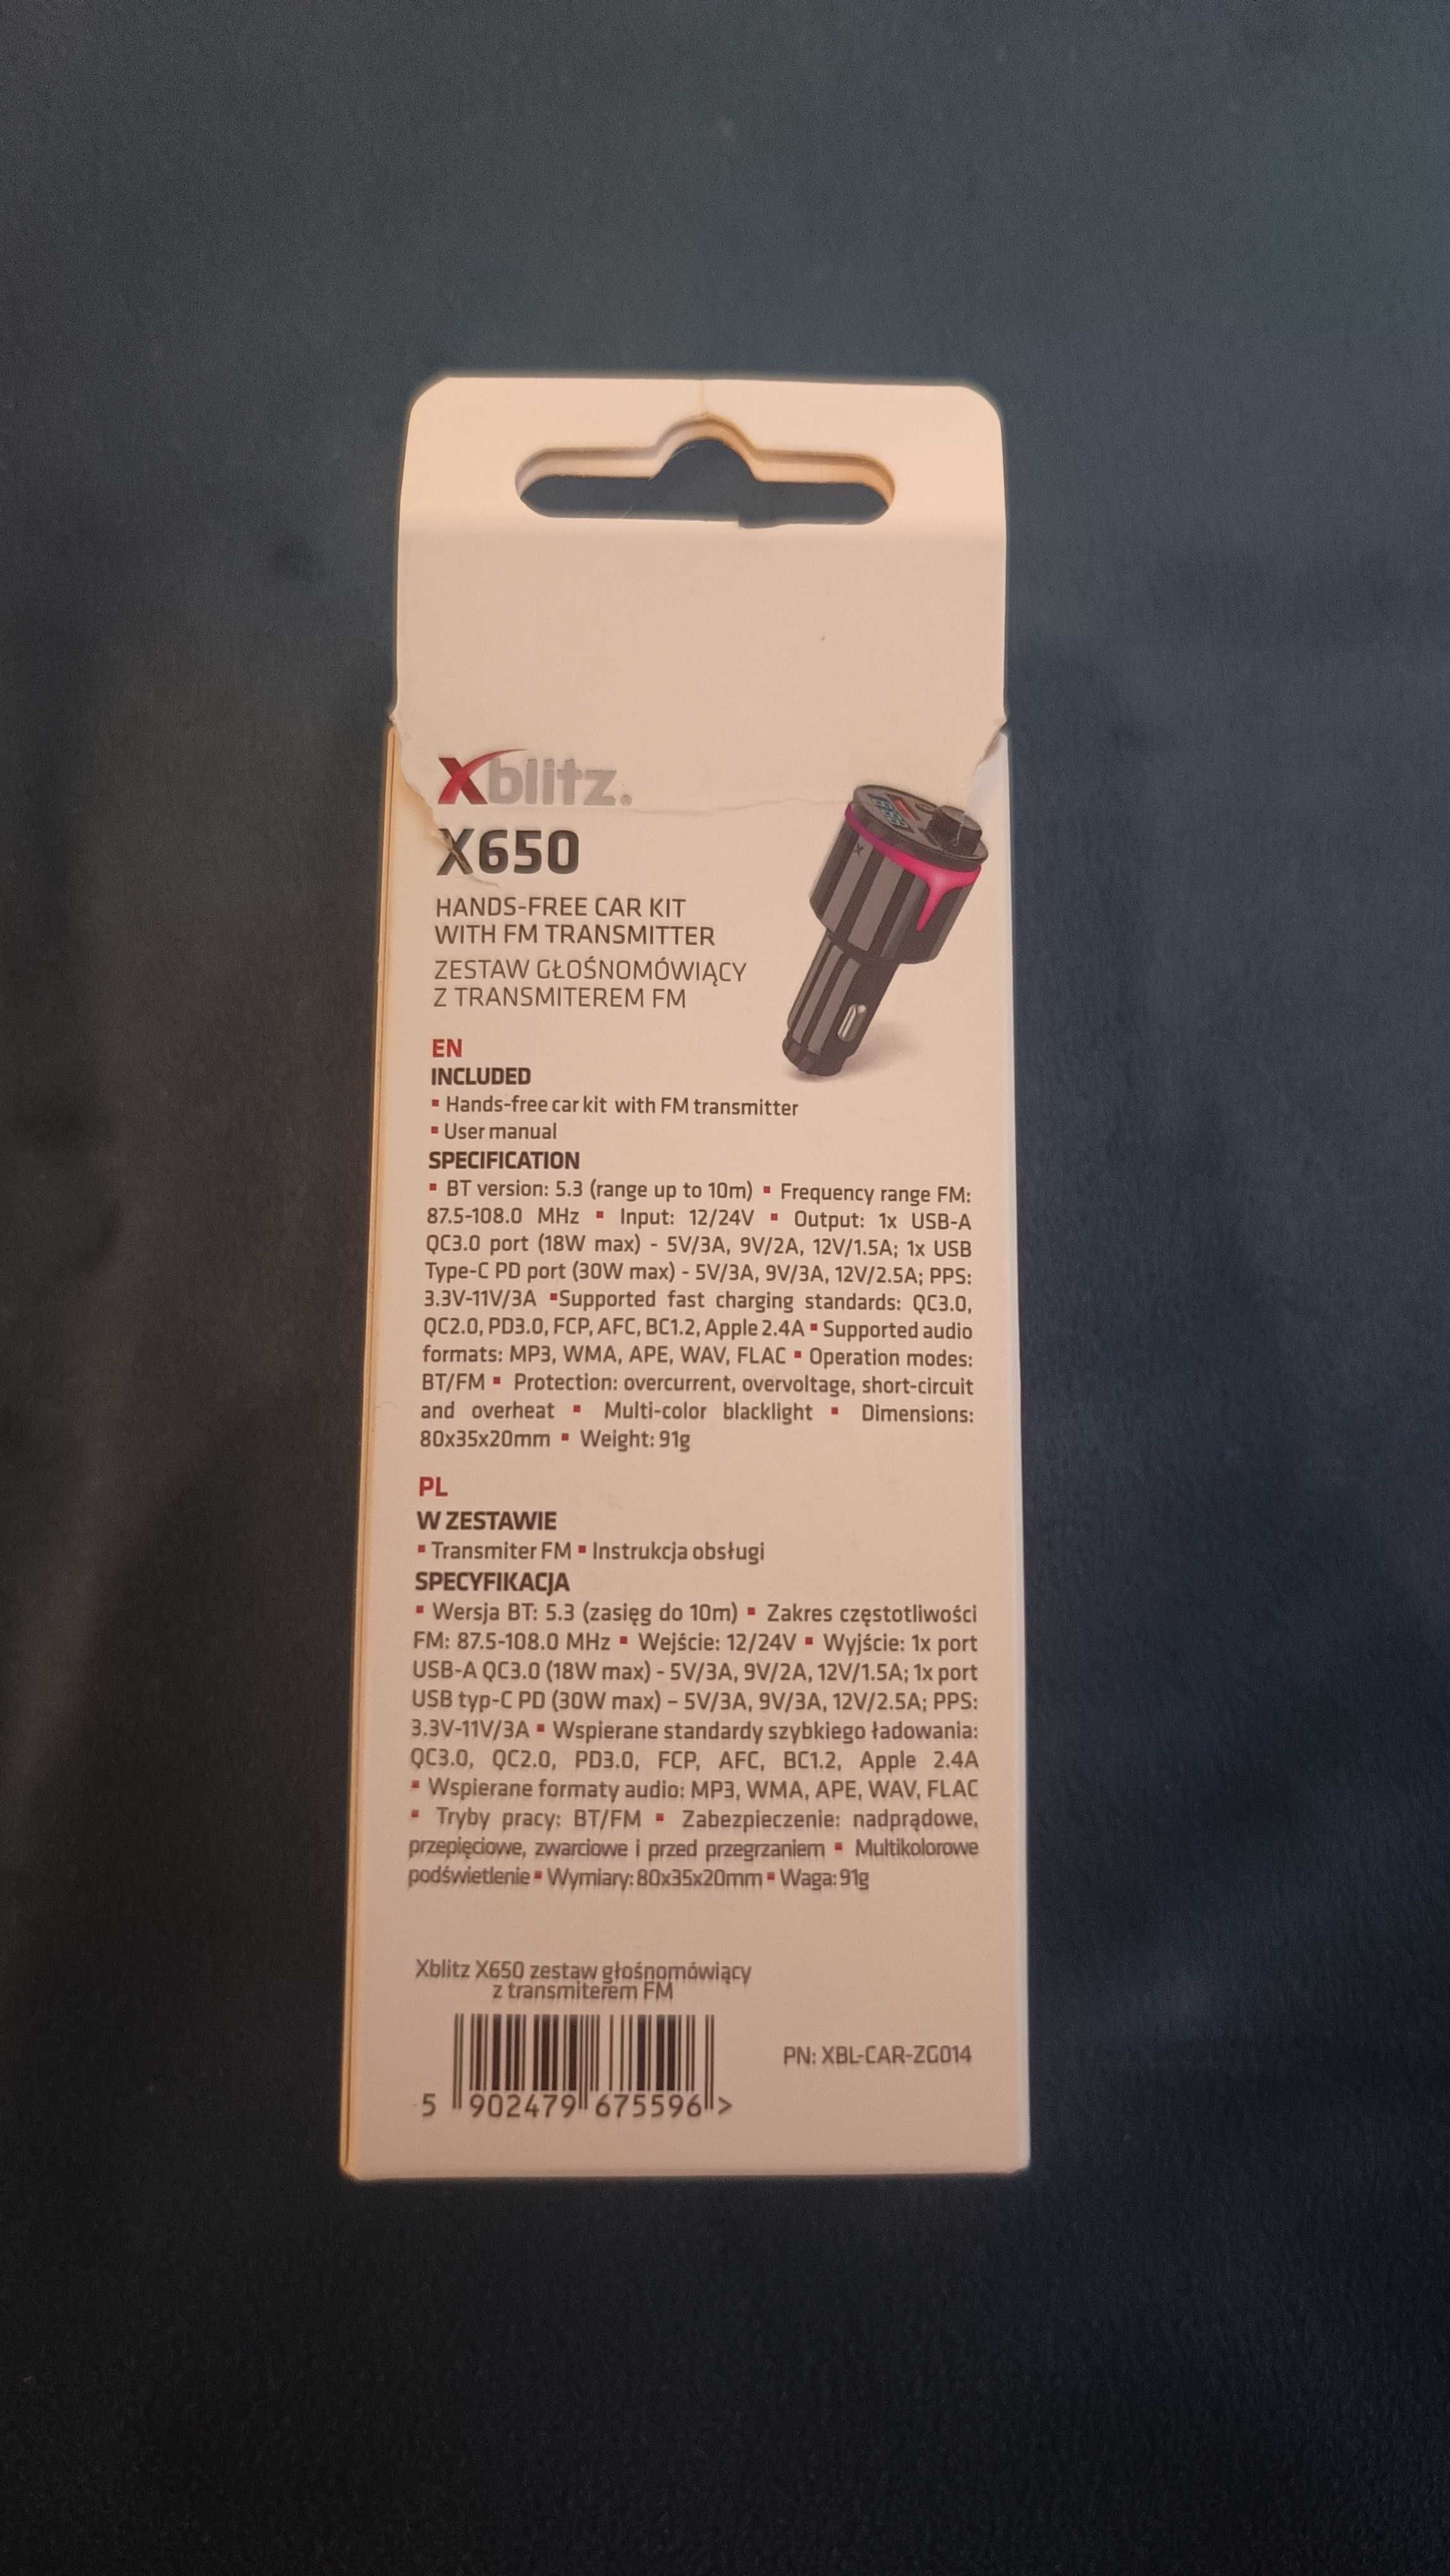 Xblitz.
X650
HANDS-FREE CAR KIT
WITH FM TRANSMITTER
ZESTAW GŁOŚNOMÓWIĄCY
Z TRANSMITEREM FM
EN
INCLUDED
▪ Hands-free car kit with FM transmitter
▪ User manual
SPECIFICATION
▪ BT version: 5.3 (range up to 10m) ▪ Frequency range FM:
87.5-108.0 MHz ▪ Input: 12/24V ▪ Output: 1x USB-A
QC3.0 port (18W max) - 5V/3A, 9V/2A, 12V/1.5A; 1x USB
Type-C PD port (30W max) - 5V/3A, 9V/3A, 12V/2.5A; PPS:
3.3V-11V/3A ▪Supported fast charging standards: QC3.0,
QC2.0, PD3.0, FCP, AFC, BC1.2, Apple 2.4A ▪ Supported audio
formats: MP3, WMA, APE, WAV, FLAC ▪ Operation modes:
BT/FM ▪ Protection: overcurrent, overvoltage, short-circuit
and overheat ▪ Multi-color blacklight ▪ Dimensions:
80x35x20mm ▪ Weight: 91g
PL
W ZESTAWIE
▪ Transmiter FM ▪ Instrukcja obsługi
SPECYFIKACJA
▪ Wersja BT: 5.3 (zasięg do 10m) ▪ Zakres częstotliwości
FM: 87.5-108.0 MHz ▪ Wejście: 12/24V ▪ Wyjście: 1x port
USB-A QC3.0 (18W max) - 5V/3A, 9V/2A, 12V/1.5A; 1x port
USB typ-C PD (30W max) – 5V/3A, 9V/3A, 12V/2.5A; PPS:
3.3V-11V/3A ▪ Wspierane standardy szybkiego ładowania:
QC3.0, QC2.0, PD3.0, FCP, AFC, BC1.2, Apple 2.4A
▪ Wspierane formaty audio: MP3, WMA, APE, WAV, FLAC
▪ Tryby pracy: BT/FM ▪ Zabezpieczenie: nadprądowe,
przepięciowe, zwarciowe i przed przegrzaniem ▪ Multikolorowe
podświetlenie ▪ Wymiary: 80x35x20mm ▪ Waga: 91g
Xblitz X650 zestaw głośnomówiący
z transmiterem FM
PN: XBL-CAR-ZG014
5 902479 675596 >